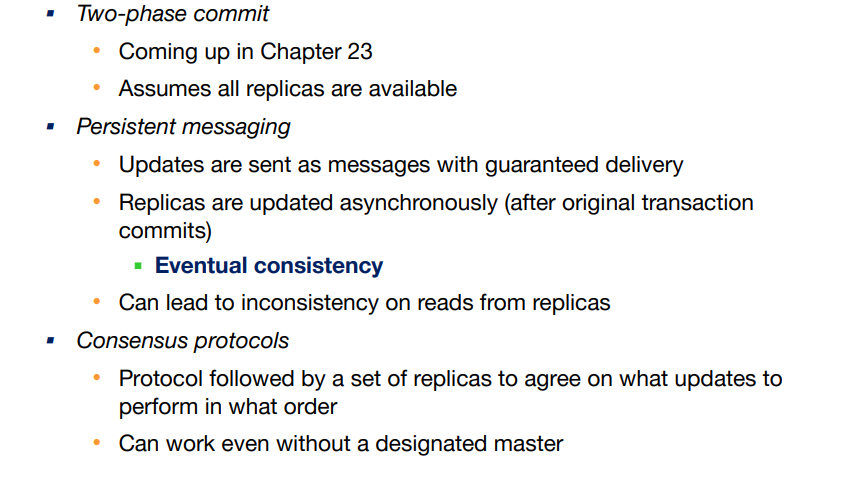 Two-phase commit
Coming up in Chapter 23
Assumes all replicas are available
Persistent messaging
Updates are sent as messages with guaranteed delivery
Replicas are updated asynchronously (after original transaction
commits)
Eventual consistency
Can lead to inconsistency on reads from replicas
Consensus protocols
Protocol followed by a set of replicas to agree on what updates to
perform in what order
Can work even without a designated master